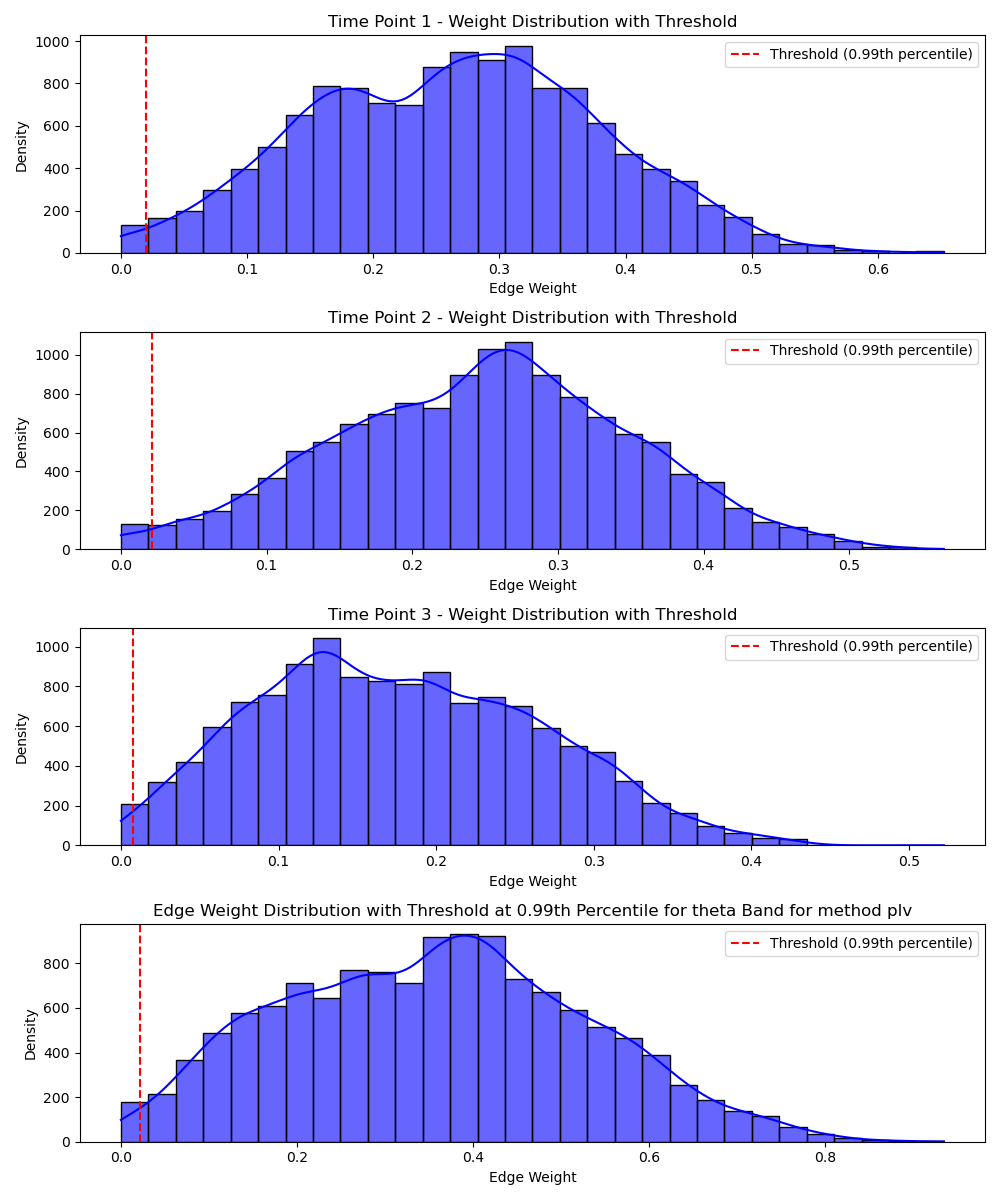 Time Point 1 - Weight Distribution with Threshold
Threshold (0.99th percentile)
Density
1000
800
600
400
200
0
0.0 0.1 0.2 0.3 0.4 0.5 0.6
Edge Weight
Time Point 2 - Weight Distribution with Threshold
Threshold (0.99th percentile)
Density
1000
800
600
400
200
0
0.0 0.1 0.2 0.3 0.4 0.5
Edge Weight
Time Point 3 - Weight Distribution with Threshold
Threshold (0.99th percentile)
Density
1000
800
600
400
200
0
0.0 0.1 0.2 0.3 0.4 0.5
Edge Weight
Edge Weight Distribution with Threshold at 0.99th Percentile for theta Band for method plv
Threshold (0.99th percentile)
Density
800
600
400
200
0
0.0 0.2 0.4 0.6 0.8
Edge Weight